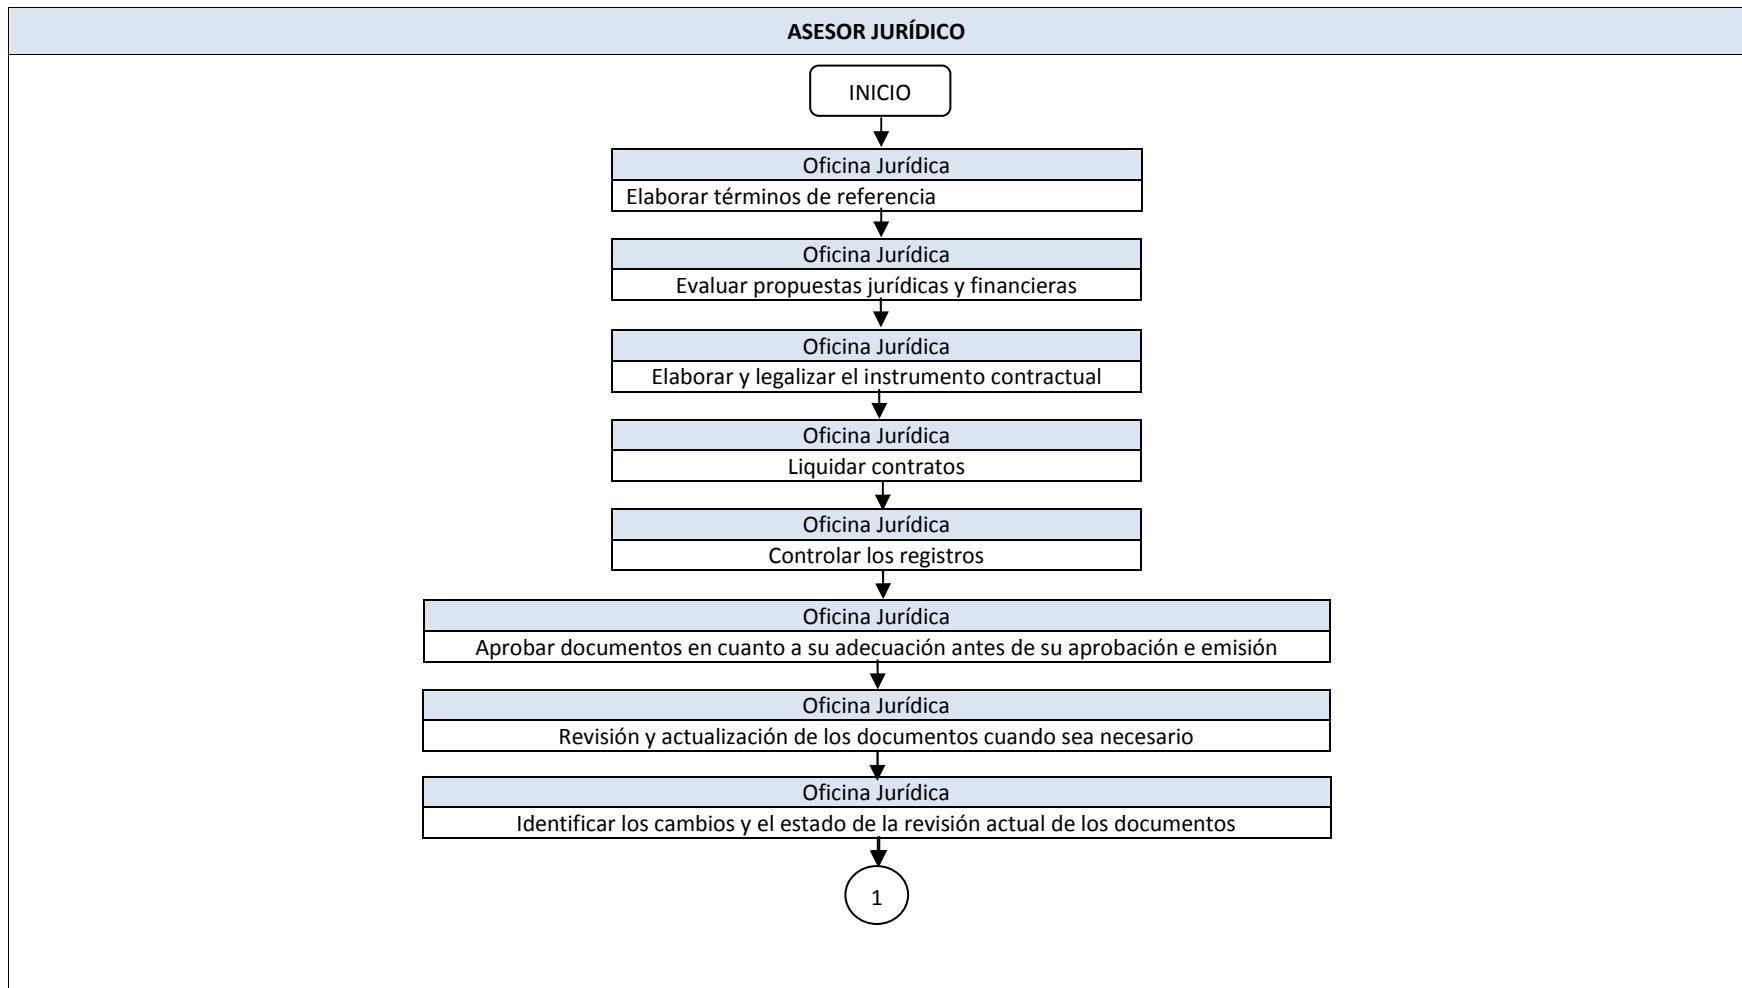 ASESOR JURÍDICO
INICIO
Oficina Jurídica
Elaborar términos de referencia
Oficina Jurídica
Evaluar propuestas jurídicas y financieras
Oficina Jurídica
Elaborar y legalizar el instrumento contractual
Oficina Jurídica
Liquidar contratos
Oficina Jurídica
Controlar los registros
Oficina Jurídica
Aprobar documentos en cuanto a su adecuación antes de su aprobación e emisión
Oficina Jurídica
Revisión y actualización de los documentos cuando sea necesario
Oficina Jurídica
Identificar los cambios y el estado de la revisión actual de los documentos
1